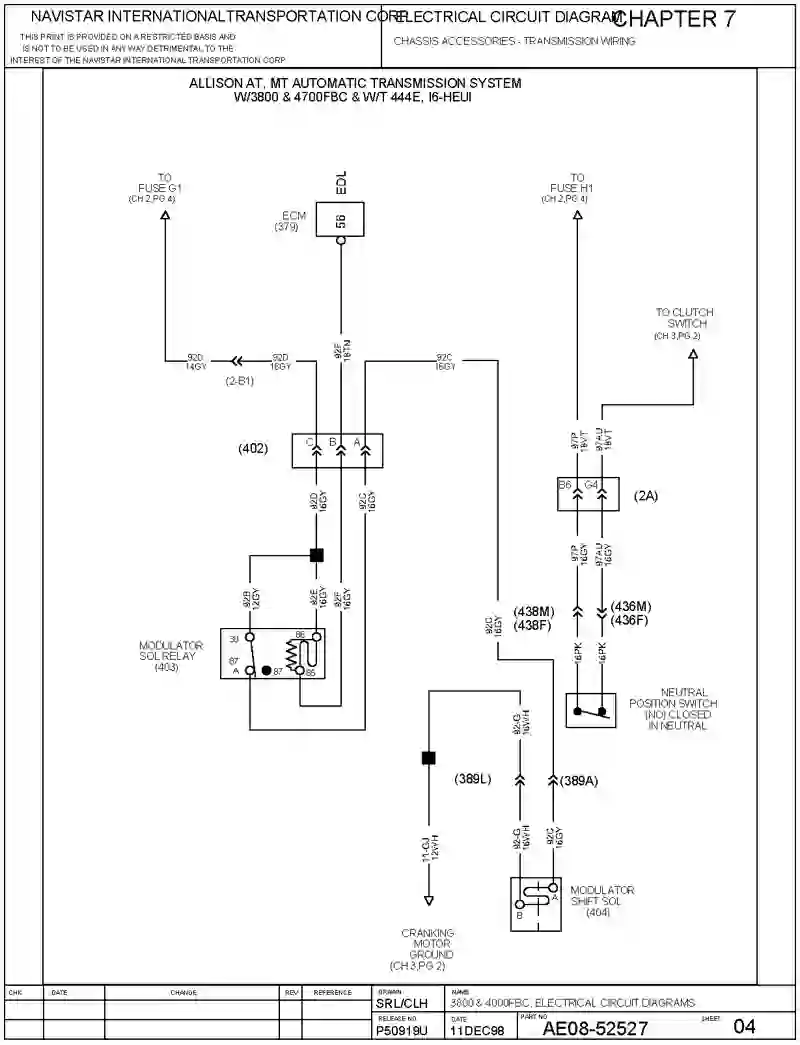 NAVISTAR INTERNATIONALTRANSPORTATION CORP
THIS PRINT IS PROVIDED ON A RESTRICTED BASIS AND
IS NOT TO BE USED IN ANY WAY DETRIMENTAL TO THE
INTEREST OF THE NAVISTAR INTERNATIONAL TRANSPORTATION CORP
ELECTRICAL CIRCUIT DIAGRAM
CHAPTER 7
CHASSIS ACCESSORIES - TRANSMISSION WIRING
ALLISON AT, MT AUTOMATIC TRANSMISSION SYSTEM
W/3800 & 4700FBC & W/T 444E, I6-HEUI
TO
FUSE G1
(CH 2,PG 4)
EDL
ECM
(379)
56
TO
FUSE H1
(CH 2,PG 4)
TO CLUTCH
SWITCH
(CH 3,PG 2)
92D
14GY
92D
16GY
(2-B1)
92F
18TN
92C
16GY
(402)
C
B
A
97P
18VT
97AU
18VT
B6
G4
(2A)
92D
16GY
92C
16GY
97P
16GY
97AU
16GY
92B
12GY
92E
16GY
92F
16GY
92C
16GY
(438M)
(438F)
(436M)
(436F)
16PK
16PK
MODULATOR
SOL RELAY
(403)
30
86
87
A
87
85
NEUTRAL
POSITION SWITCH
(NO) CLOSED
IN NEUTRAL
92-G
16WH
(389L)
(389A)
11-GJ
12WH
92-G
16WH
92C
16GY
A
B
MODULATOR
SHIFT SOL
(404)
CRANKING
MOTOR
GROUND
(CH 3,PG 2)
CHK
DATE
CHANGE
REV
REFERENCE
DRAWN
SRL/CLH
NAME
3800 & 4000FBC, ELECTRICAL CIRCUIT DIAGRAMS
RELEASE NO.
P50919U
DATE
11DEC98
PART NO.
AE08-52527
SHEET
04